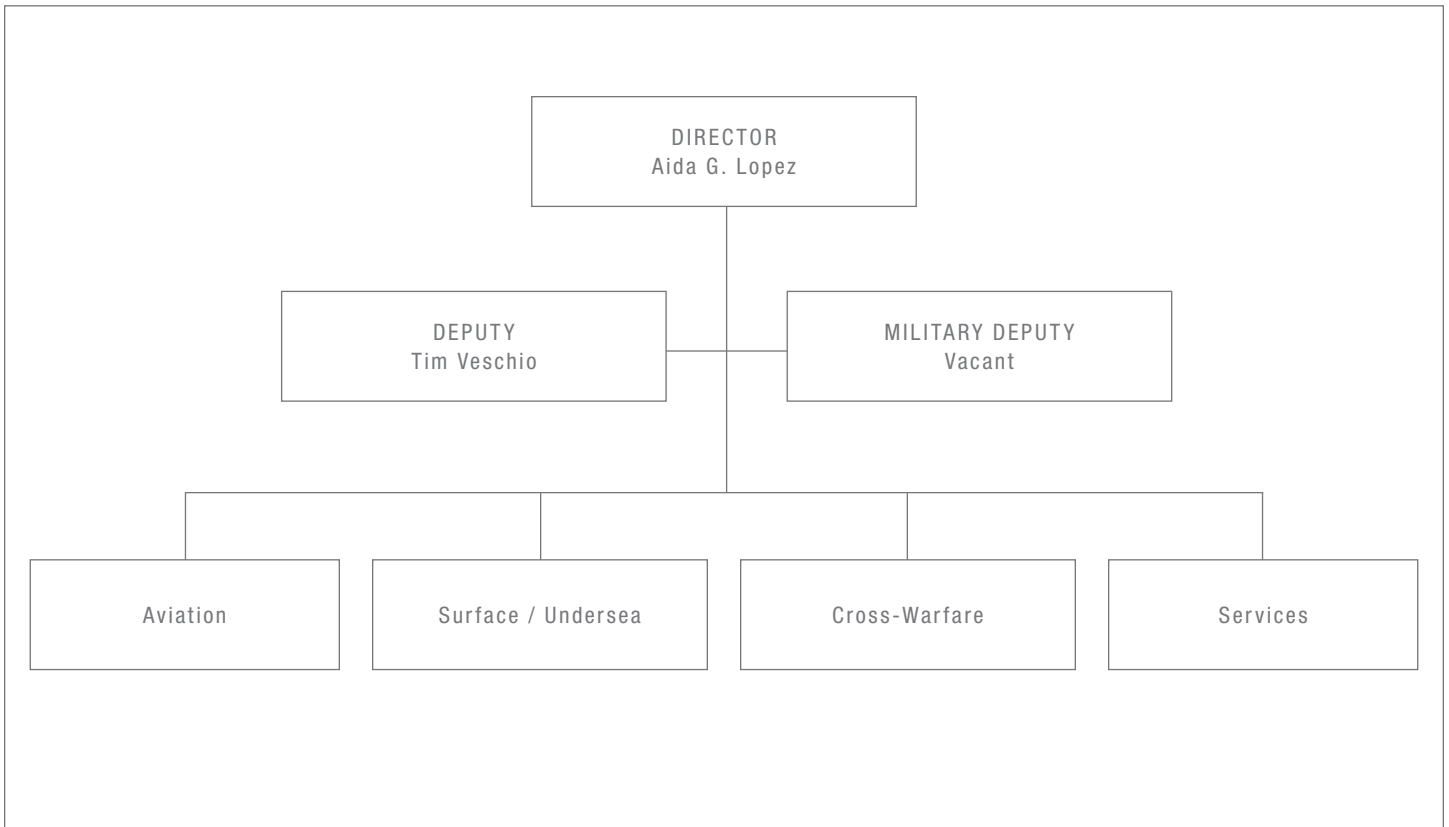 DIRECTOR
Aida G. Lopez
DEPUTY
Tim Veschio
MILITARY DEPUTY
Vacant
Aviation
Surface / Undersea
Cross-Warfare
Services